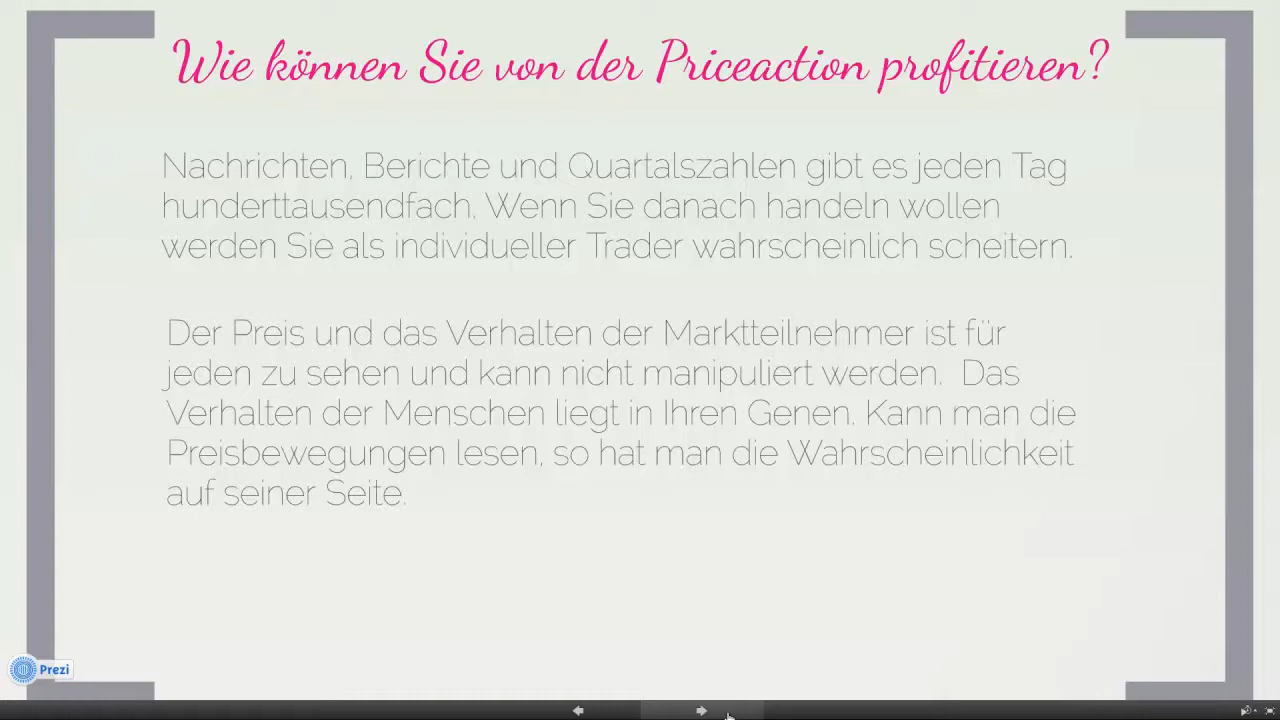 Wie können Sie von der Priceaction profitieren?
Nachrichten, Berichte und Quartalszahlen gibt es jeden Tag
hunderttausendfach. Wenn Sie danach handeln wollen
werden Sie als individueller Trader wahrscheinlich scheitern.
Der Preis und das Verhalten der Marktteilnehmer ist für
jeden zu sehen und kann nicht manipuliert werden.  Das
Verhalten der Menschen liegt in Ihren Genen. Kann man die
Preisbewegungen lesen, so hat man die Wahrscheinlichkeit
auf seiner Seite.
Prezi